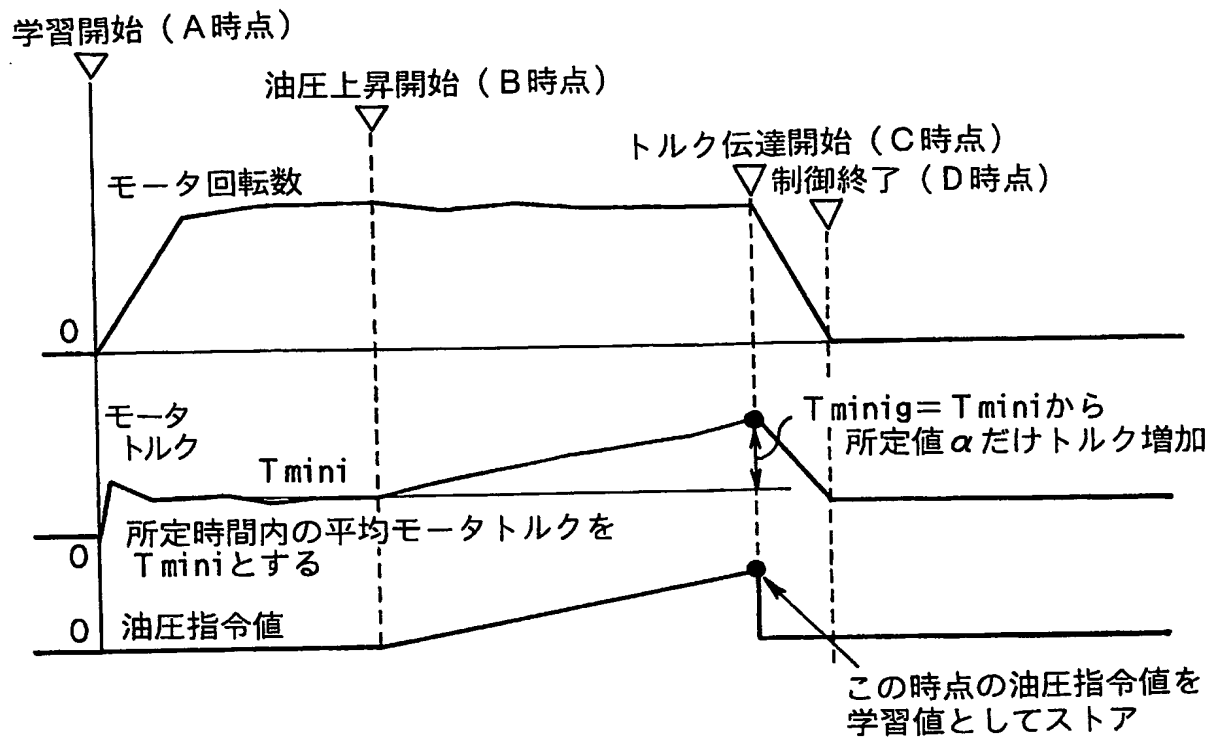 学習開始（A時点）
油圧上昇開始（B時点）
トルク伝達開始（C時点）
制御終了（D時点）
モータ回転数
0
モータ
トルク
Tmini
Tminig＝Tminiから
所定値αだけトルク増加
所定時間内の平均モータトルクを
Tminiとする
0
0
油圧指令値
この時点の油圧指令値を
学習値としてストア